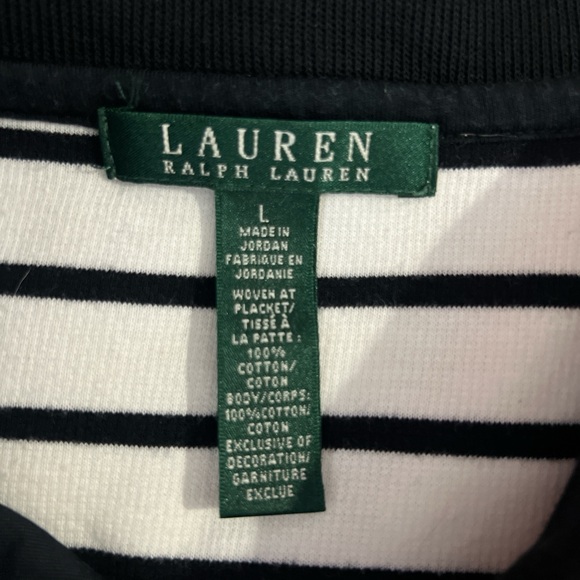 LAUREN
RALPH LAUREN
L
MADE IN
JORDAN
FABRIQUE EN
JORDANIE
WOVEN AT
PLACKET/
TISSÉ À
LA PATTE :
100%
COTTON/
COTON
BODY/CORPS:
100%COTTON/
COTON
EXCLUSIVE OF
DECORATION/
GARNITURE
EXCLUE